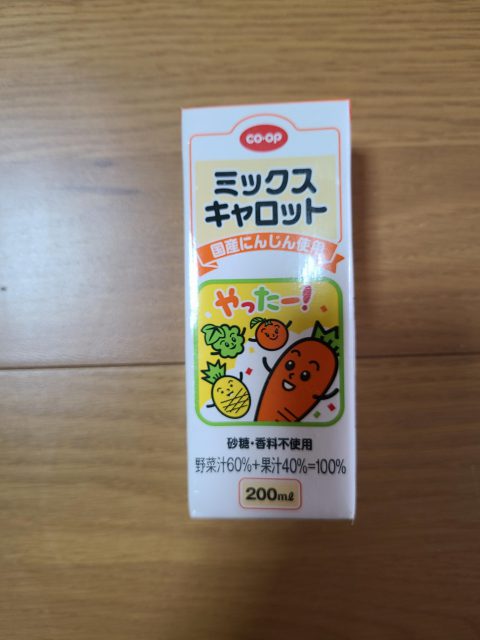 CO·OP
ミックス
キャロット
国産にんじん使用
やったー!
砂糖・香料不使用
野菜汁60%+果汁40%=100%
200mℓ